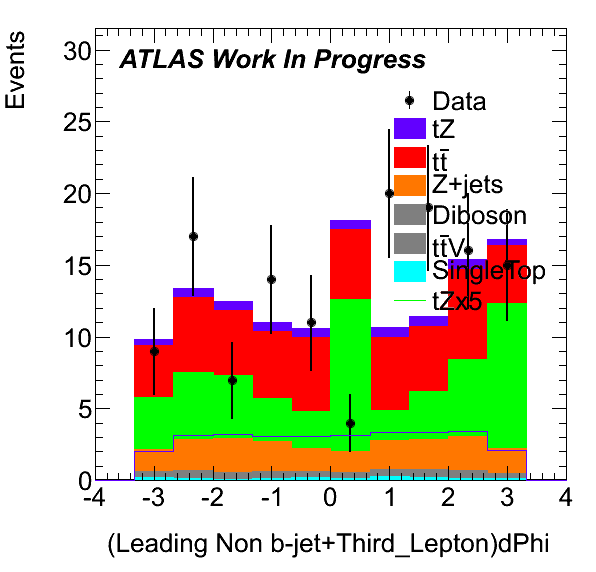 Events
ATLAS Work In Progress
Data
tZ
tt̄
Z+jets
Diboson
tt̄V
SingleTop
tZx5
30
25
20
15
10
5
0
-4 -3 -2 -1 0 1 2 3 4
(Leading Non b-jet+Third_Lepton)dPhi